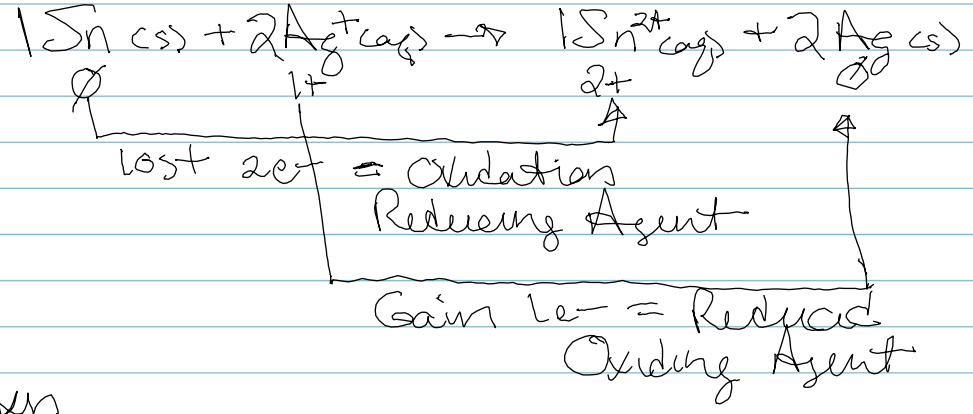 1Sn (s) + 2Ag⁺(aq) → 1Sn²⁺(aq) + 2Ag (s)
0 1+ 2+ 0
Lost 2e- = Oxidation
Reducing Agent
Gain 1e- = Reduced
Oxiding Agent